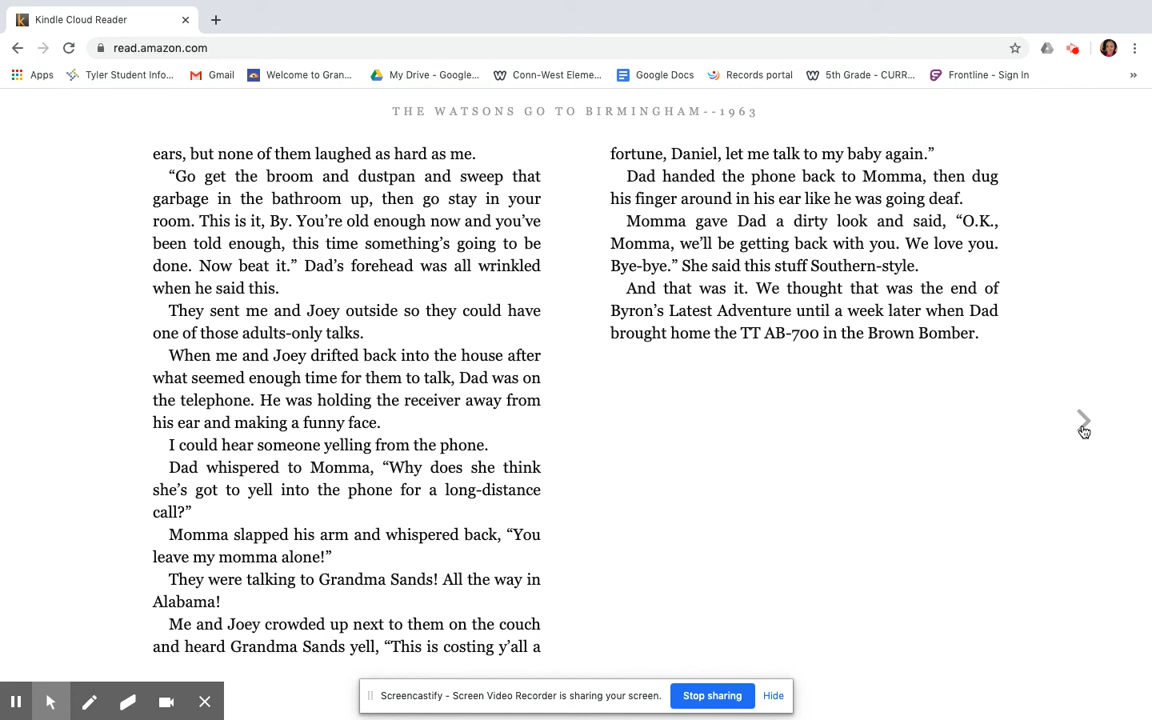 Kindle Cloud Reader
read.amazon.com
Apps
Tyler Student Info...
Gmail
Welcome to Gran...
My Drive - Google...
Conn-West Eleme...
Google Docs
Records portal
5th Grade - CURR...
Frontline - Sign In
»
THE WATSONS GO TO BIRMINGHAM--1963
ears, but none of them laughed as hard as me.
“Go get the broom and dustpan and sweep that
garbage in the bathroom up, then go stay in your
room. This is it, By. You’re old enough now and you’ve
been told enough, this time something’s going to be
done. Now beat it.” Dad’s forehead was all wrinkled
when he said this.
They sent me and Joey outside so they could have
one of those adults-only talks.
When me and Joey drifted back into the house after
what seemed enough time for them to talk, Dad was on
the telephone. He was holding the receiver away from
his ear and making a funny face.
I could hear someone yelling from the phone.
Dad whispered to Momma, “Why does she think
she’s got to yell into the phone for a long-distance
call?”
Momma slapped his arm and whispered back, “You
leave my momma alone!”
They were talking to Grandma Sands! All the way in
Alabama!
Me and Joey crowded up next to them on the couch
and heard Grandma Sands yell, “This is costing y’all a
fortune, Daniel, let me talk to my baby again.”
Dad handed the phone back to Momma, then dug
his finger around in his ear like he was going deaf.
Momma gave Dad a dirty look and said, “O.K.,
Momma, we’ll be getting back with you. We love you.
Bye-bye.” She said this stuff Southern-style.
And that was it. We thought that was the end of
Byron’s Latest Adventure until a week later when Dad
brought home the TT AB-700 in the Brown Bomber.
Screencastify - Screen Video Recorder is sharing your screen.
Stop sharing
Hide